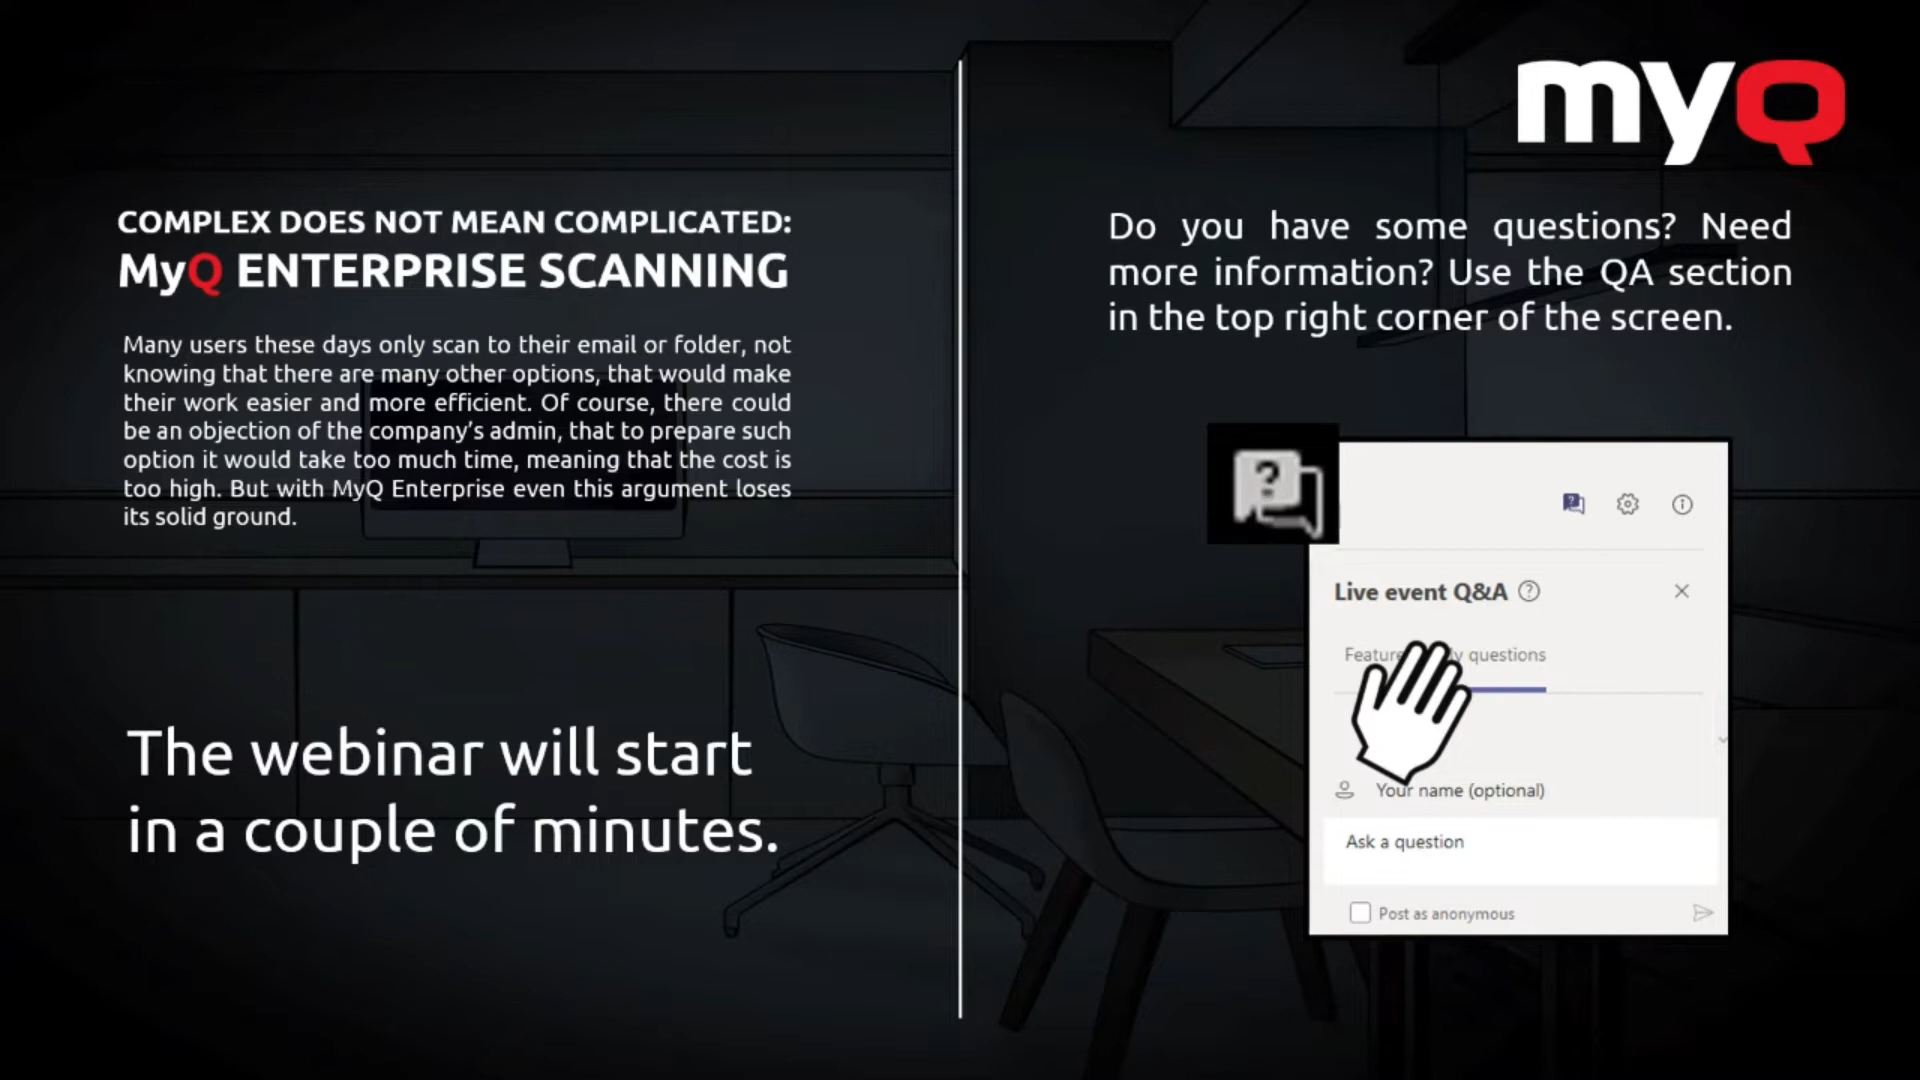 myQ
COMPLEX DOES NOT MEAN COMPLICATED:
MyQ ENTERPRISE SCANNING
Many users these days only scan to their email or folder, not
knowing that there are many other options, that would make
their work easier and more efficient. Of course, there could
be an objection of the company's admin, that to prepare such
option it would take too much time, meaning that the cost is
too high. But with MyQ Enterprise even this argument loses
its solid ground.
The webinar will start
in a couple of minutes.
Do you have some questions? Need
more information? Use the QA section
in the top right corner of the screen.
Live event Q&A
questions
Your name (optional)
Ask a question
Post as anonymous